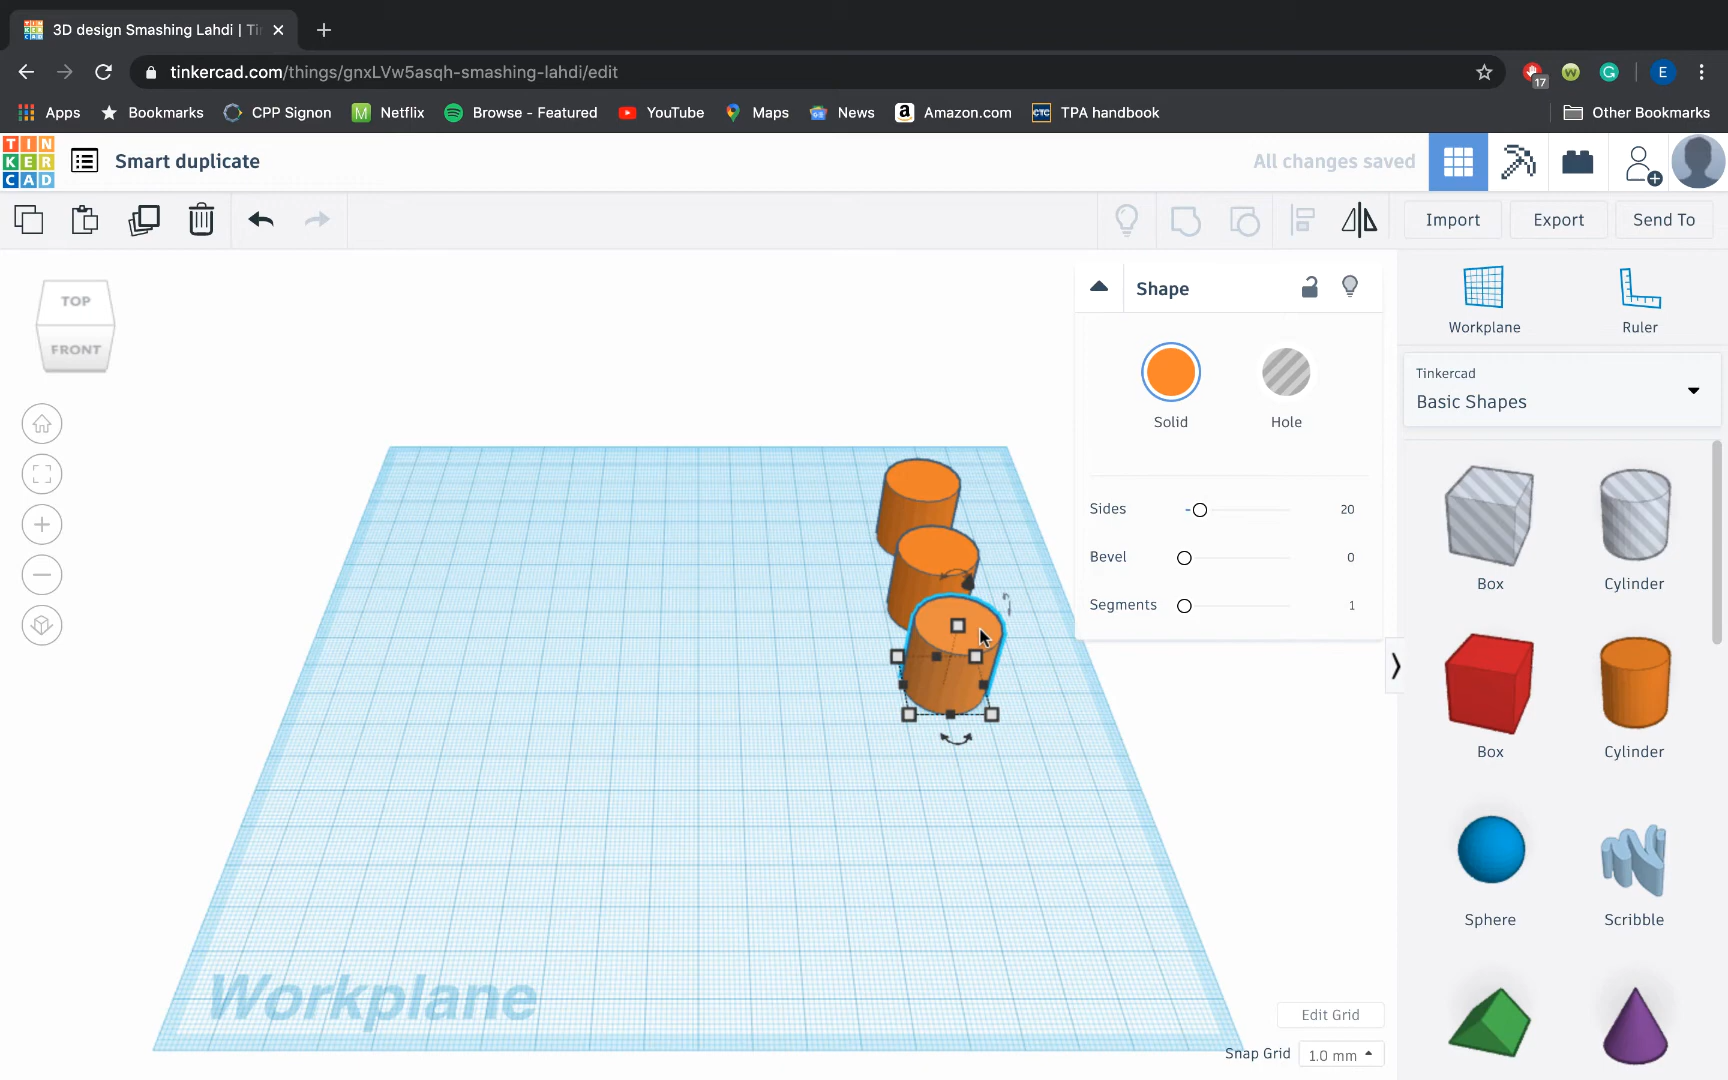 3D design Smashing Lahdi | Ti
tinkercad.com/things/gnxLVw5asqh-smashing-lahdi/edit
17
E
Apps
Bookmarks
CPP Signon
M
Netflix
Browse - Featured
YouTube
Maps
News
a
Amazon.com
CTC
TPA handbook
Other Bookmarks
TIN
KER
CAD
Smart duplicate
All changes saved
Import
Export
Send To
TOP
FRONT
Shape
Solid
Hole
Sides
20
Bevel
0
Segments
1
Workplane
Ruler
Tinkercad
Basic Shapes
Box
Cylinder
Box
Cylinder
Sphere
Scribble
Workplane
Edit Grid
Snap Grid
1.0 mm